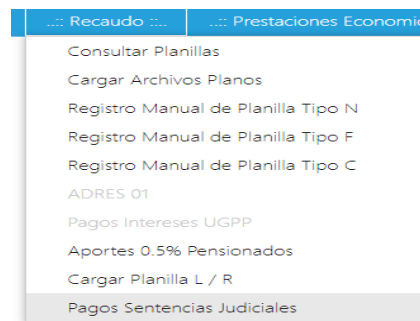 ..:: Recaudo ::.. ..:: Prestaciones
Consultar Planillas
Cargar Archivos Planos
Registro Manual de Planilla Tipo N
Registro Manual de Planilla Tipo F
Registro Manual de Planilla Tipo C
ADRES 01
Pagos Intereses UGPP
Aportes 0.5% Pensionados
Cargar Planilla L / R
Pagos Sentencias Judiciales